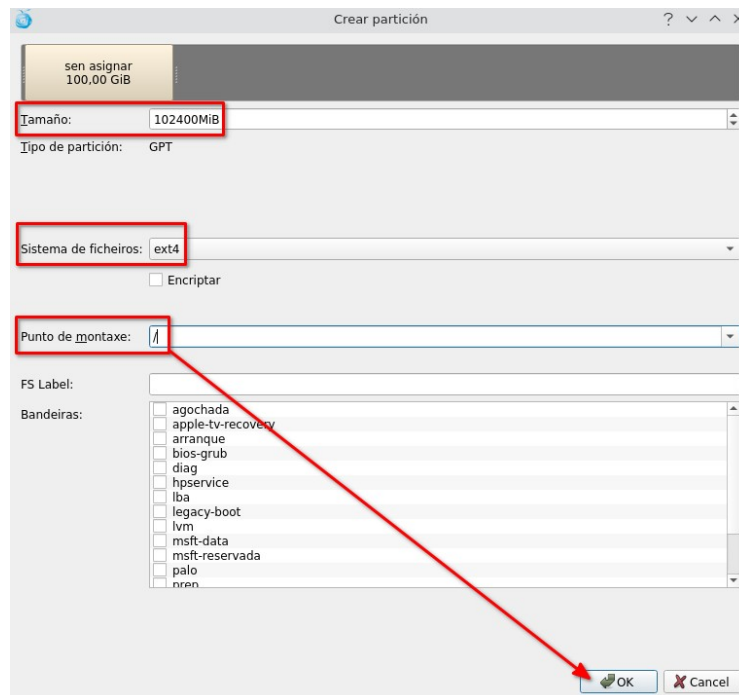 Crear partición
sen asignar
100,00 GiB
Tamaño: 102400MiB
Tipo de partición: GPT
Sistema de ficheiros: ext4
Encriptar
Punto de montaxe: /
FS Label:
Bandeiras:
agochada
apple-tv-recovery
arranque
bios-grub
diag
hpservice
lba
legacy-boot
lvm
msft-data
msft-reservada
palo
prep
OK Cancel